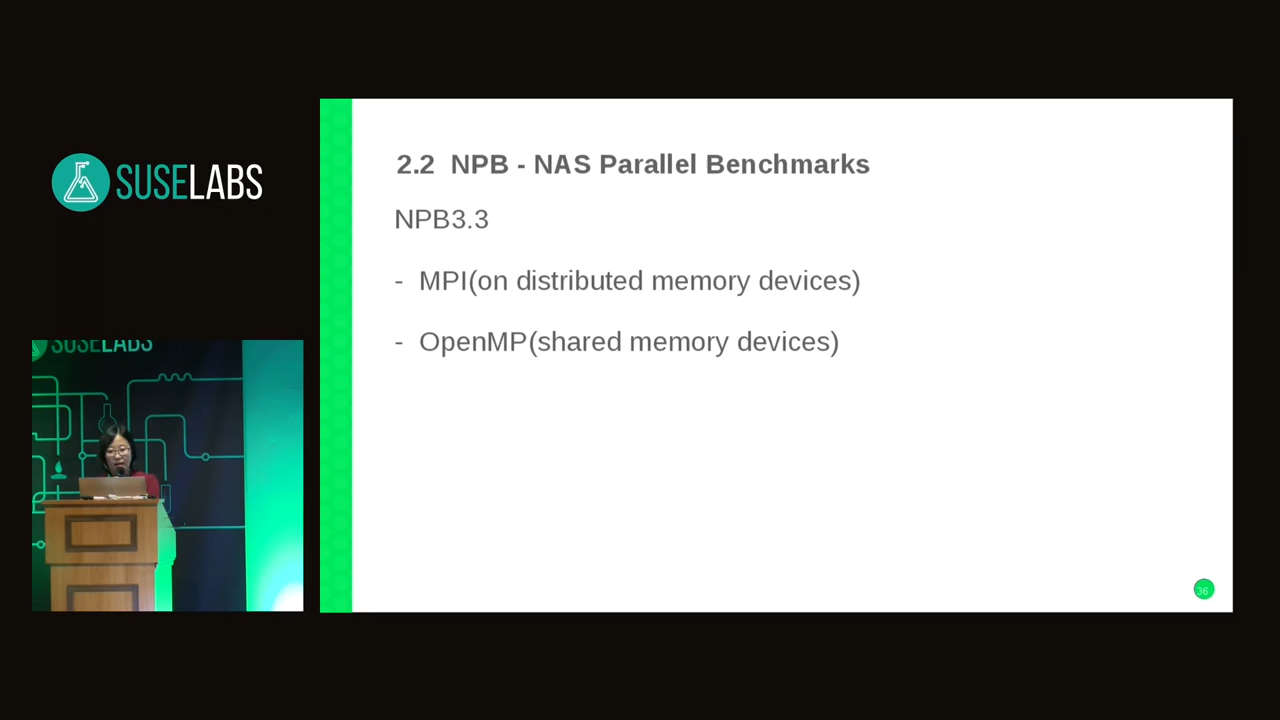 SUSELABS
SUSELABS
2.2 NPB - NAS Parallel Benchmarks
NPB3.3
- MPI(on distributed memory devices)
- OpenMP(shared memory devices)
36